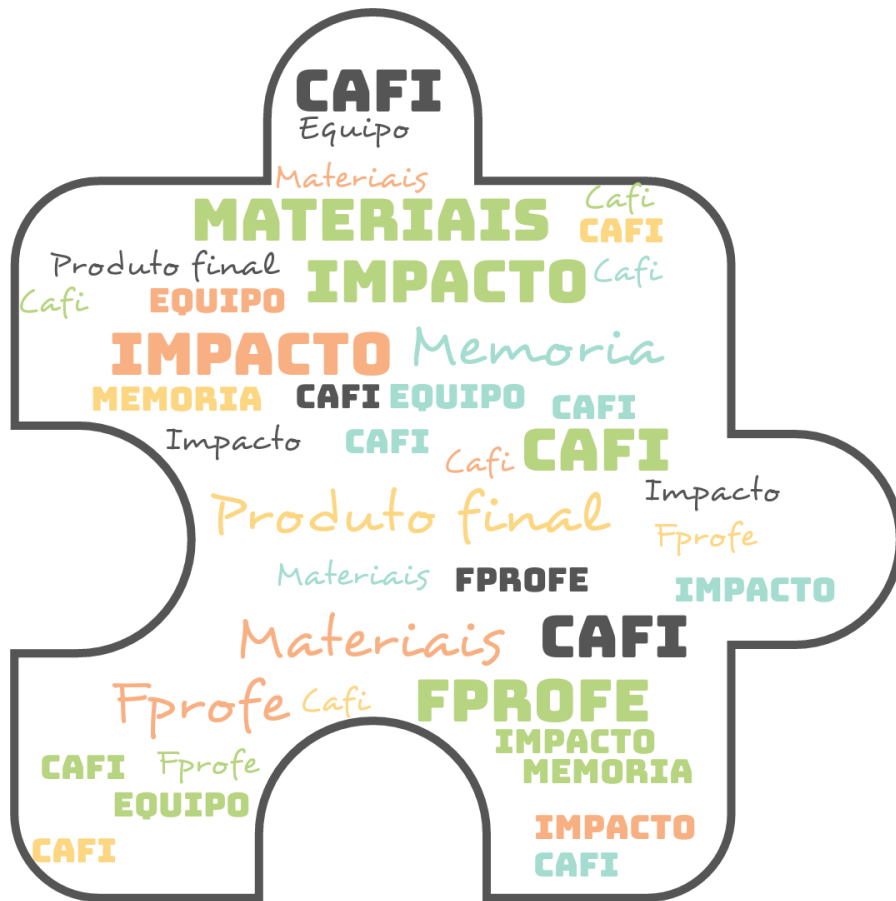 CAFI
Equipo
Materiais
MATERIAIS
Cafi
CAFI
Produto final
IMPACTO
Cafi
Cafi
EQUIPO
IMPACTO
Memoria
MEMORIA
CAFI
EQUIPO
CAFI
Impacto
CAFI
Cafi
CAFI
Produto final
Impacto
Fprofe
Materiais
FPROFE
IMPACTO
Materiais
CAFI
Fprofe
Cafi
FPROFE
IMPACTO
CAFI
Fprofe
MEMORIA
EQUIPO
IMPACTO
CAFI
CAFI